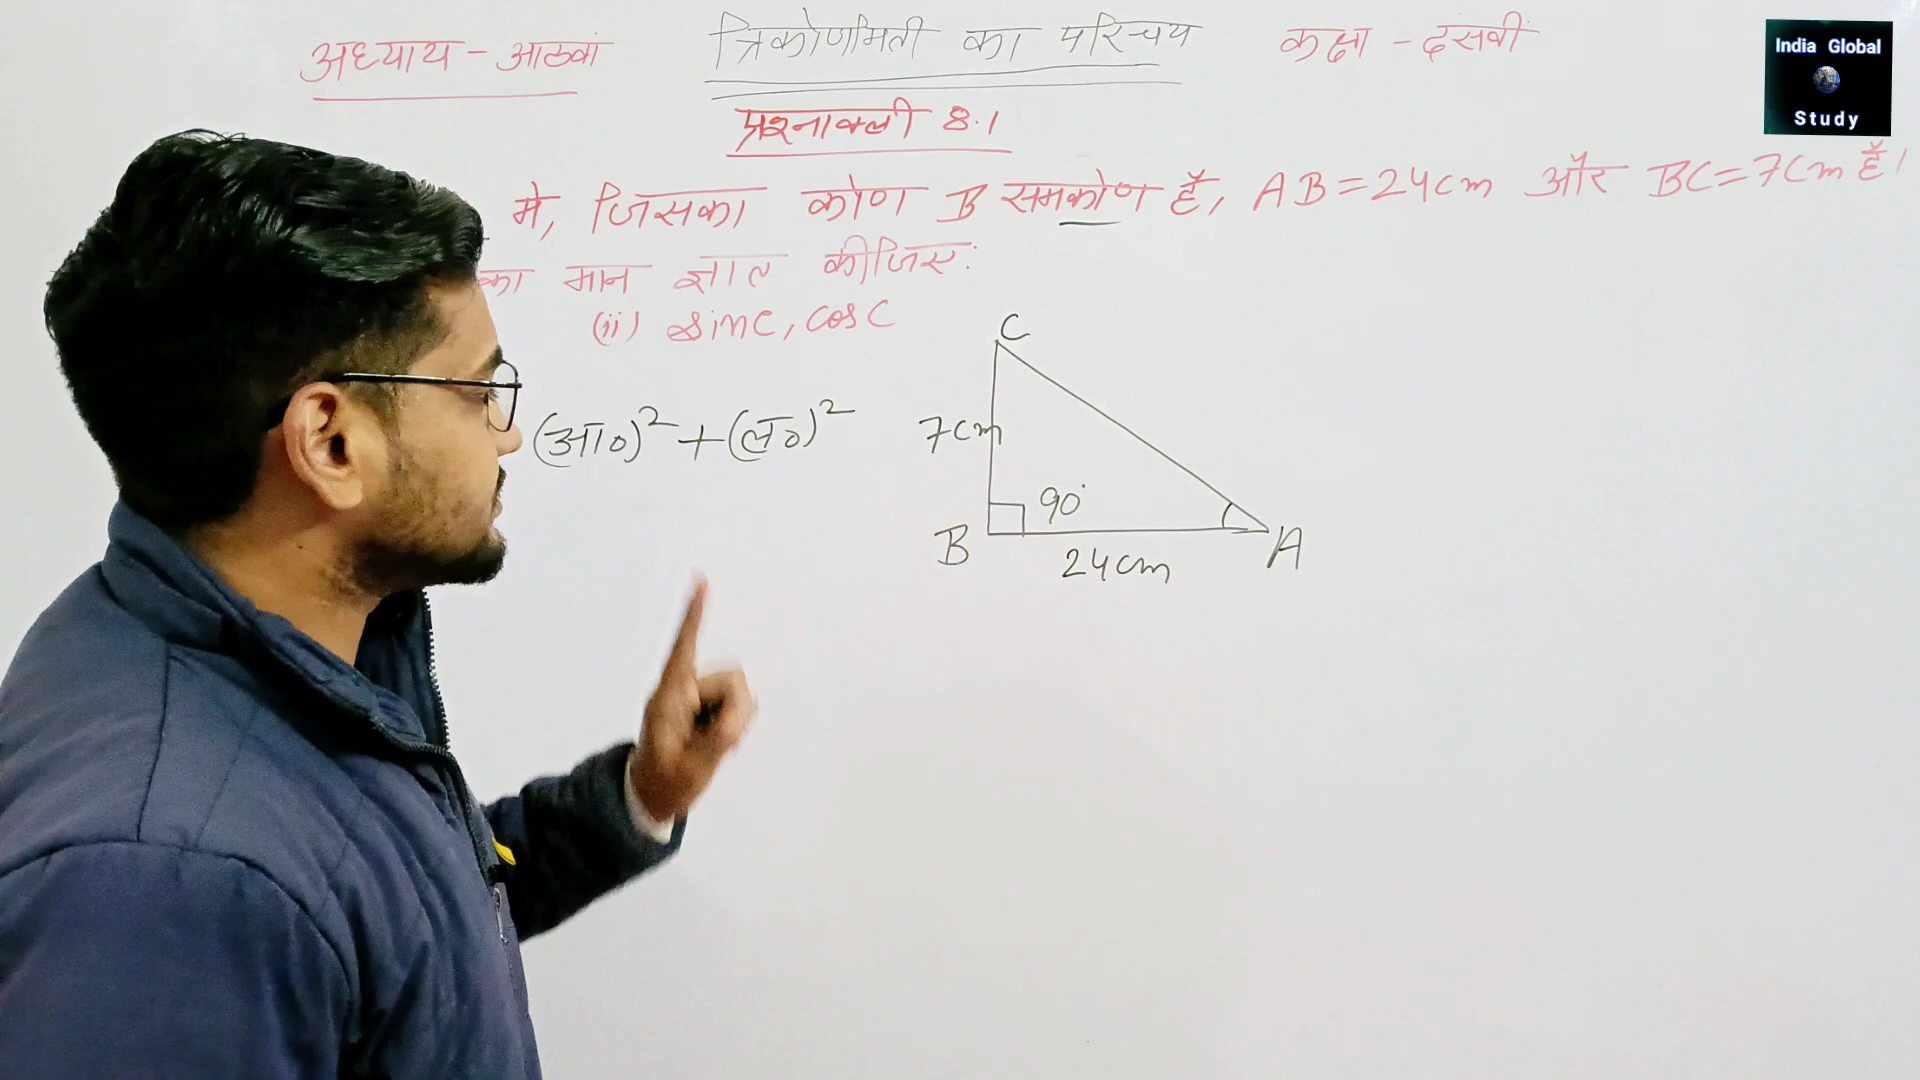 अध्याय - आठवां त्रिकोणमिती का परिचय कक्षा - दसवीं
India Global
Study
प्रश्नावली 8.1
मे, जिसका कोण B समकोण है, AB = 24cm और BC = 7cm है।
का मान ज्ञात कीजिए:
(ii) sinC, cosC
C
(आ०)² + (ल०)²
7cm
90°
B
A
24cm